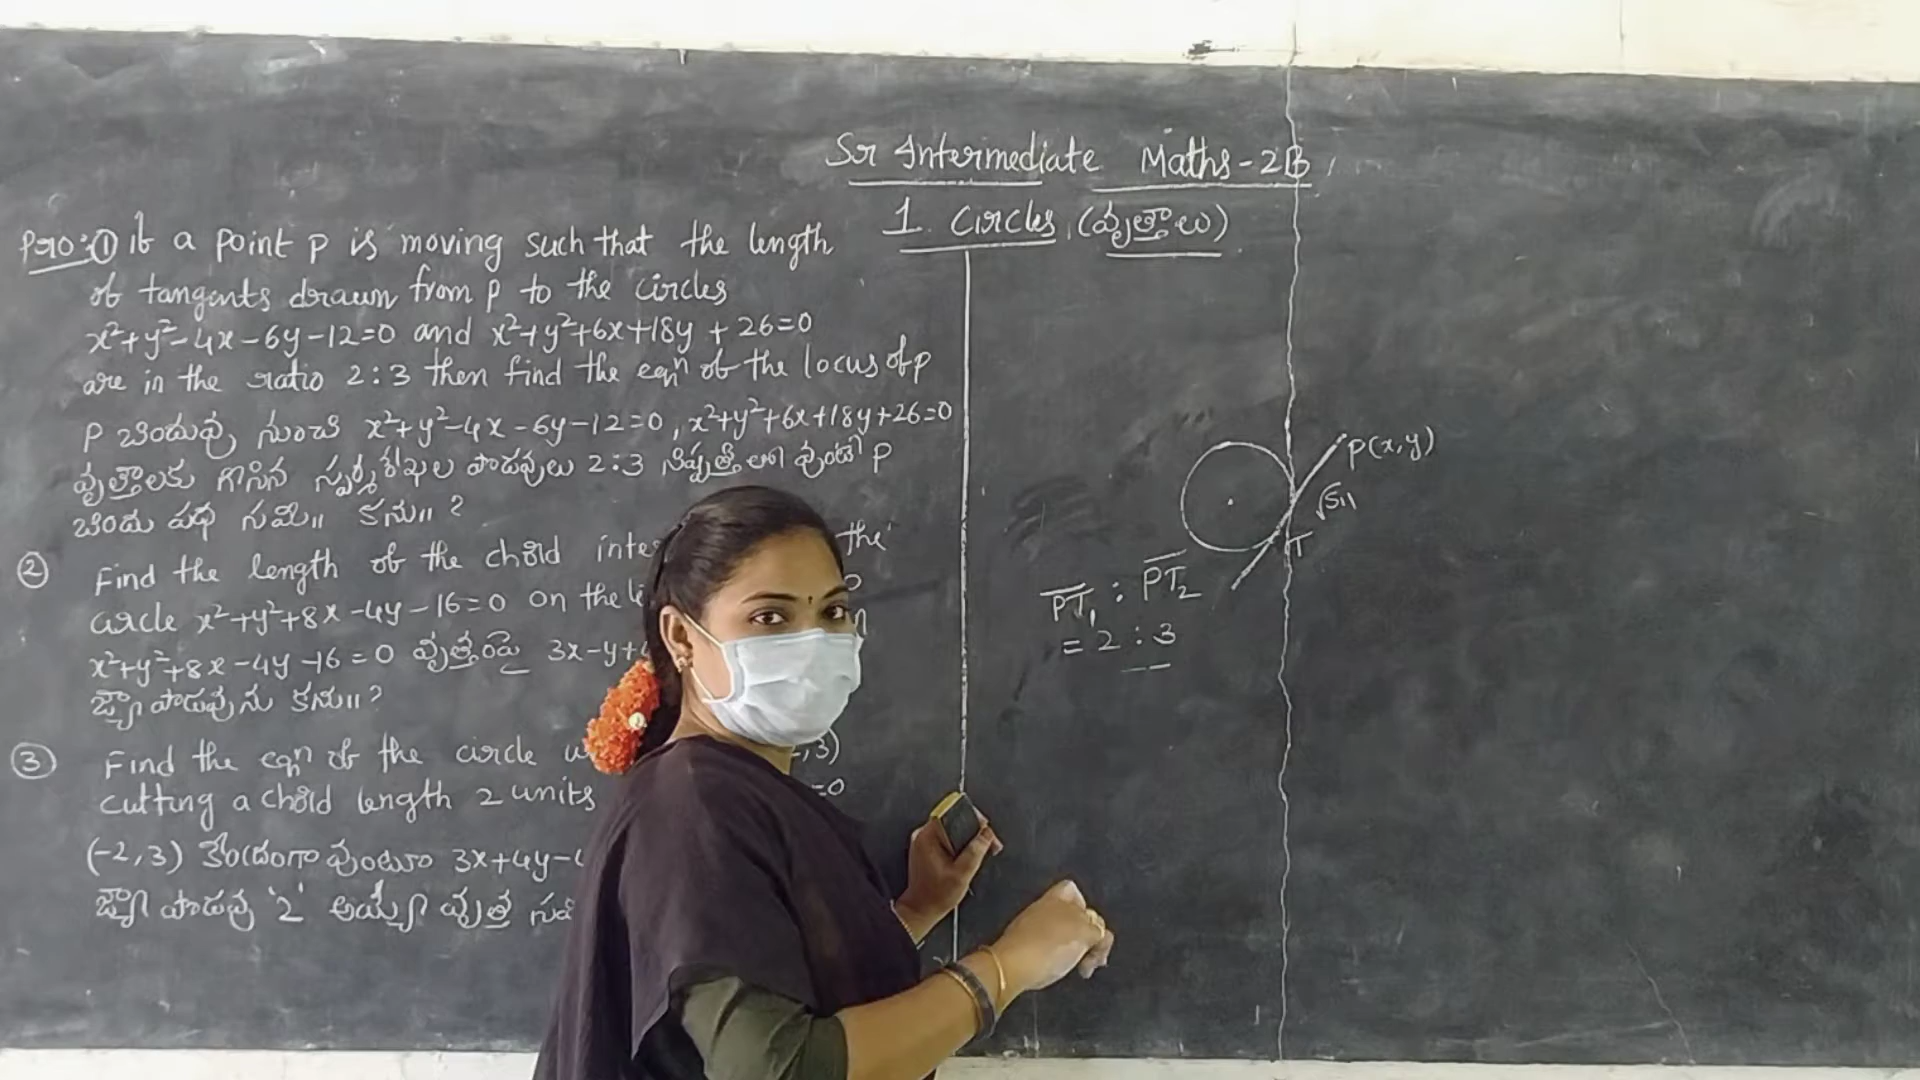 Sr Intermediate Maths-2B
1. Circles (వృత్తాలు)
Pro:① If a point P is moving such that the length
of tangents drawn from P to the circles
x²+y²-4x-6y-12=0 and x²+y²+6x+18y+26=0
are in the ratio 2:3 then find the eqⁿ of the locus of P
P బిందువు నుంచి x²+y²-4x-6y-12=0, x²+y²+6x+18y+26=0
వృత్తాలకు గీసిన స్పర్శరేఖల పొడవులు 2:3 నిష్పత్తిలో వుంటే P
బిందు పథ సమీ॥ కను॥?
② Find the length of the chord the
circle x²+y²+8x-4y-16=0 on the
x²+y²+8x-4y-16=0 వృత్తంపై 3x-y+
జ్యా పొడవును కను॥?
③ Find the eqⁿ of the circle ,3)
cutting a chord length 2 units =0
(-2,3) కేంద్రంగా వుంటూ 3x+4y-
జ్యా పొడవు '2' అయ్యే వృత్త
P(x,y)
√S₁₁
T
PT₁ : PT₂
= 2 : 3